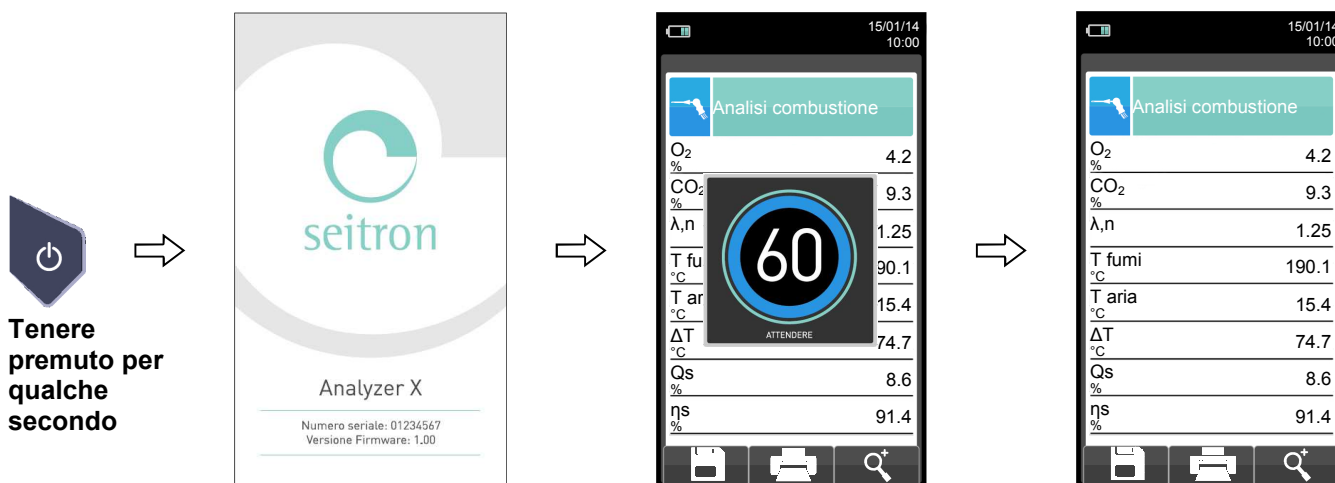 Tenere
premuto per
qualche
secondo
seitron
Analyzer X
Numero seriale: 01234567
Versione Firmware: 1.00
15/01/14
10:00
Analisi combustione
O₂ 4.2
%
CO₂ 9.3
%
λ,n 1.25
T fu 90.1
°C
T ar 15.4
°C
ΔT 74.7
°C
Qs 8.6
%
ηs 91.4
%
60
ATTENDERE
15/01/14
10:00
Analisi combustione
O₂ 4.2
%
CO₂ 9.3
%
λ,n 1.25
T fumi 190.1
°C
T aria 15.4
°C
ΔT 74.7
°C
Qs 8.6
%
ηs 91.4
%